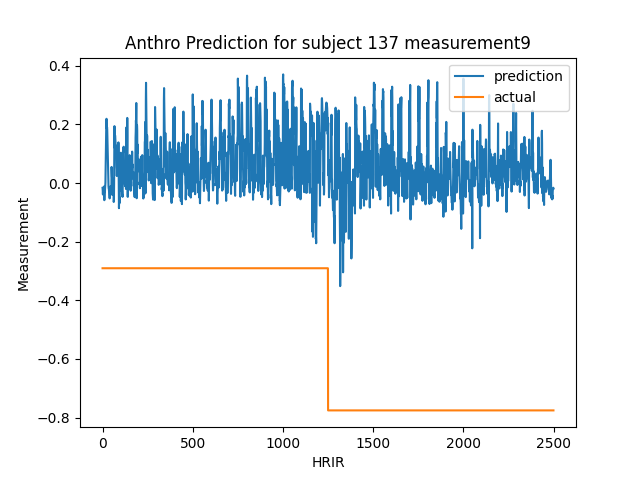 Anthro Prediction for subject 137 measurement9
prediction
actual
Measurement
0.4
0.2
0.0
−0.2
−0.4
−0.6
−0.8
0 500 1000 1500 2000 2500
HRIR